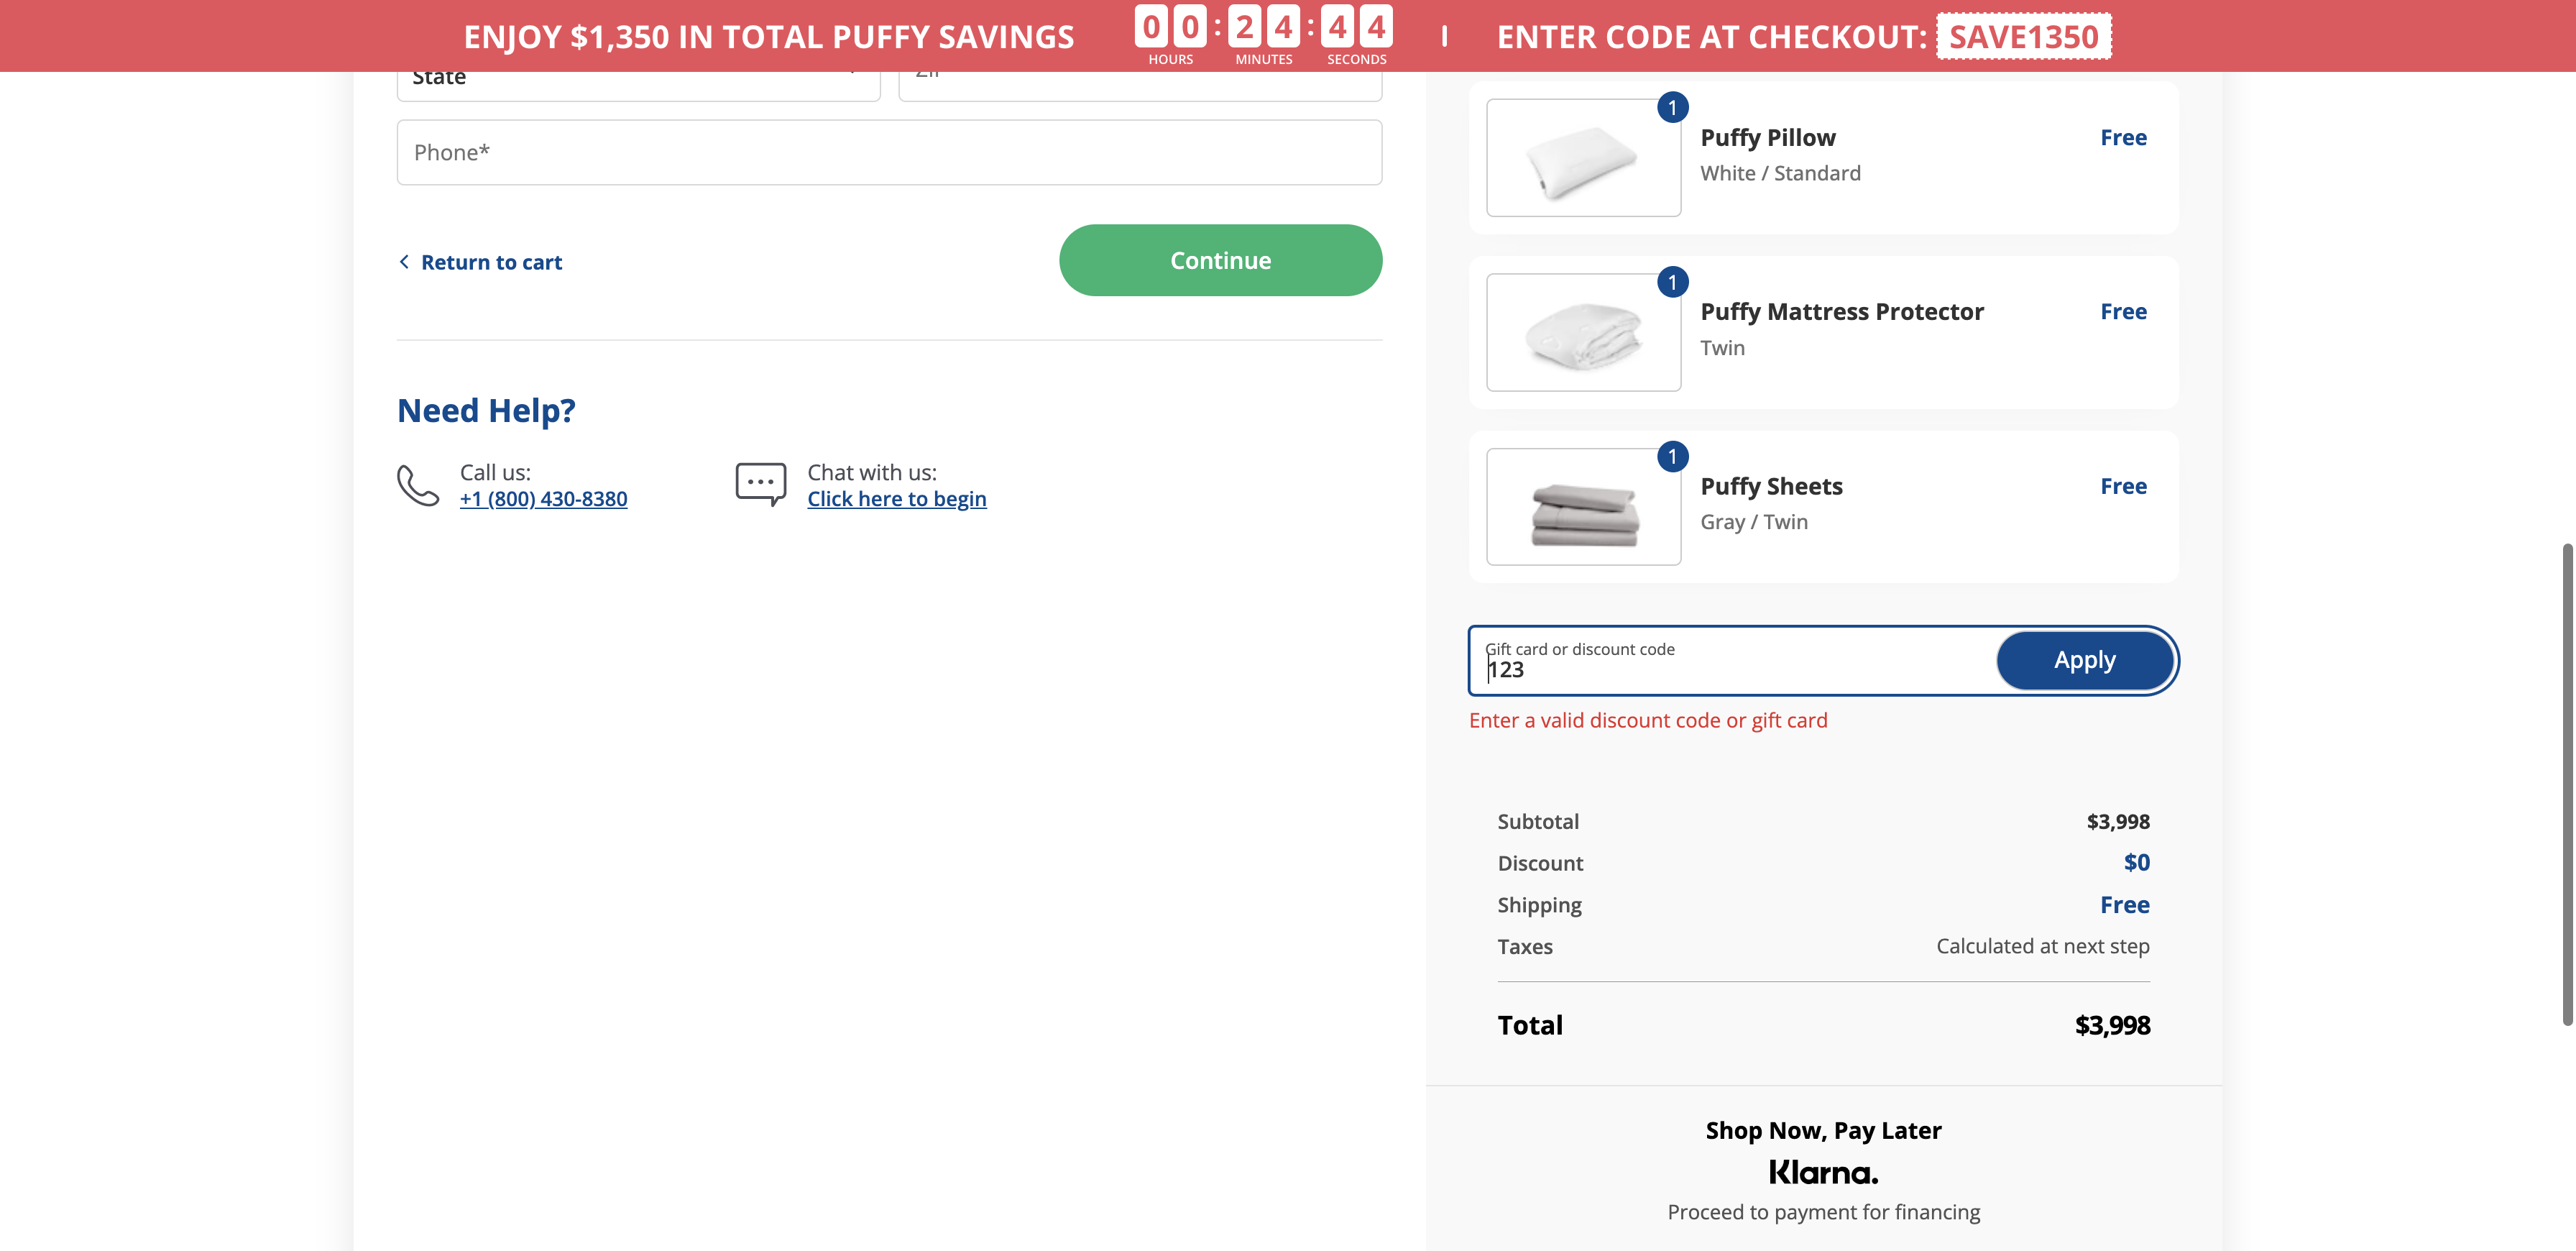 ENJOY $1,350 IN TOTAL PUFFY SAVINGS
00 : 24 : 44
HOURS MINUTES SECONDS
ENTER CODE AT CHECKOUT: SAVE1350
State
Phone*
Return to cart
Continue
Need Help?
Call us:
+1 (800) 430-8380
Chat with us:
Click here to begin
1
Puffy Pillow
Free
White / Standard
1
Puffy Mattress Protector
Free
Twin
1
Puffy Sheets
Free
Gray / Twin
Gift card or discount code
123
Apply
Enter a valid discount code or gift card
Subtotal $3,998
Discount $0
Shipping Free
Taxes Calculated at next step
Total $3,998
Shop Now, Pay Later
Klarna.
Proceed to payment for financing